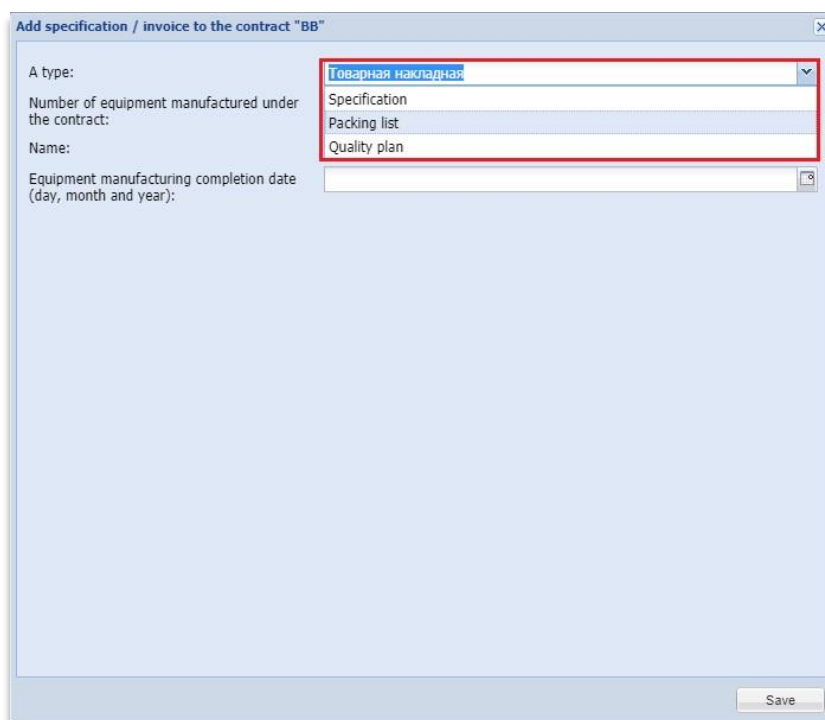 Add specification / invoice to the contract "BB"
A type:
Товарная накладная
Specification
Number of equipment manufactured under
the contract:
Packing list
Name:
Quality plan
Equipment manufacturing completion date
(day, month and year):
Save